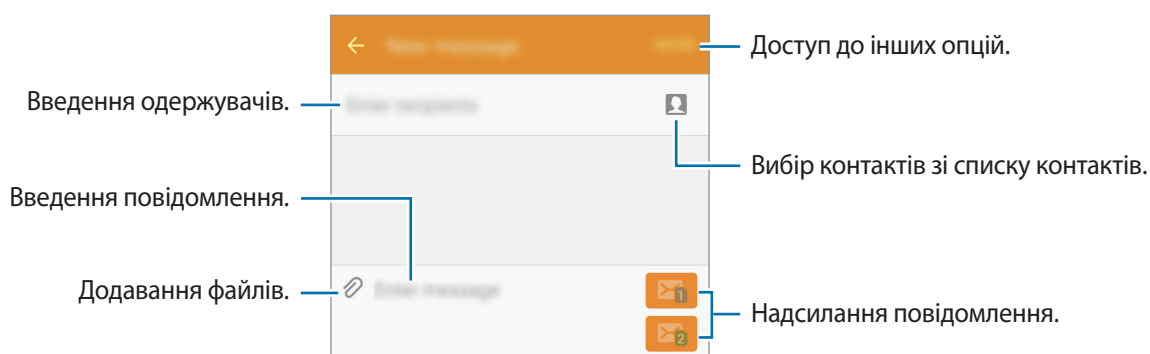 New message
Доступ до інших опцій.
Введення одержувачів.
Enter recipients
Вибір контактів зі списку контактів.
Введення повідомлення.
Додавання файлів.
Enter message
1
2
Надсилання повідомлення.